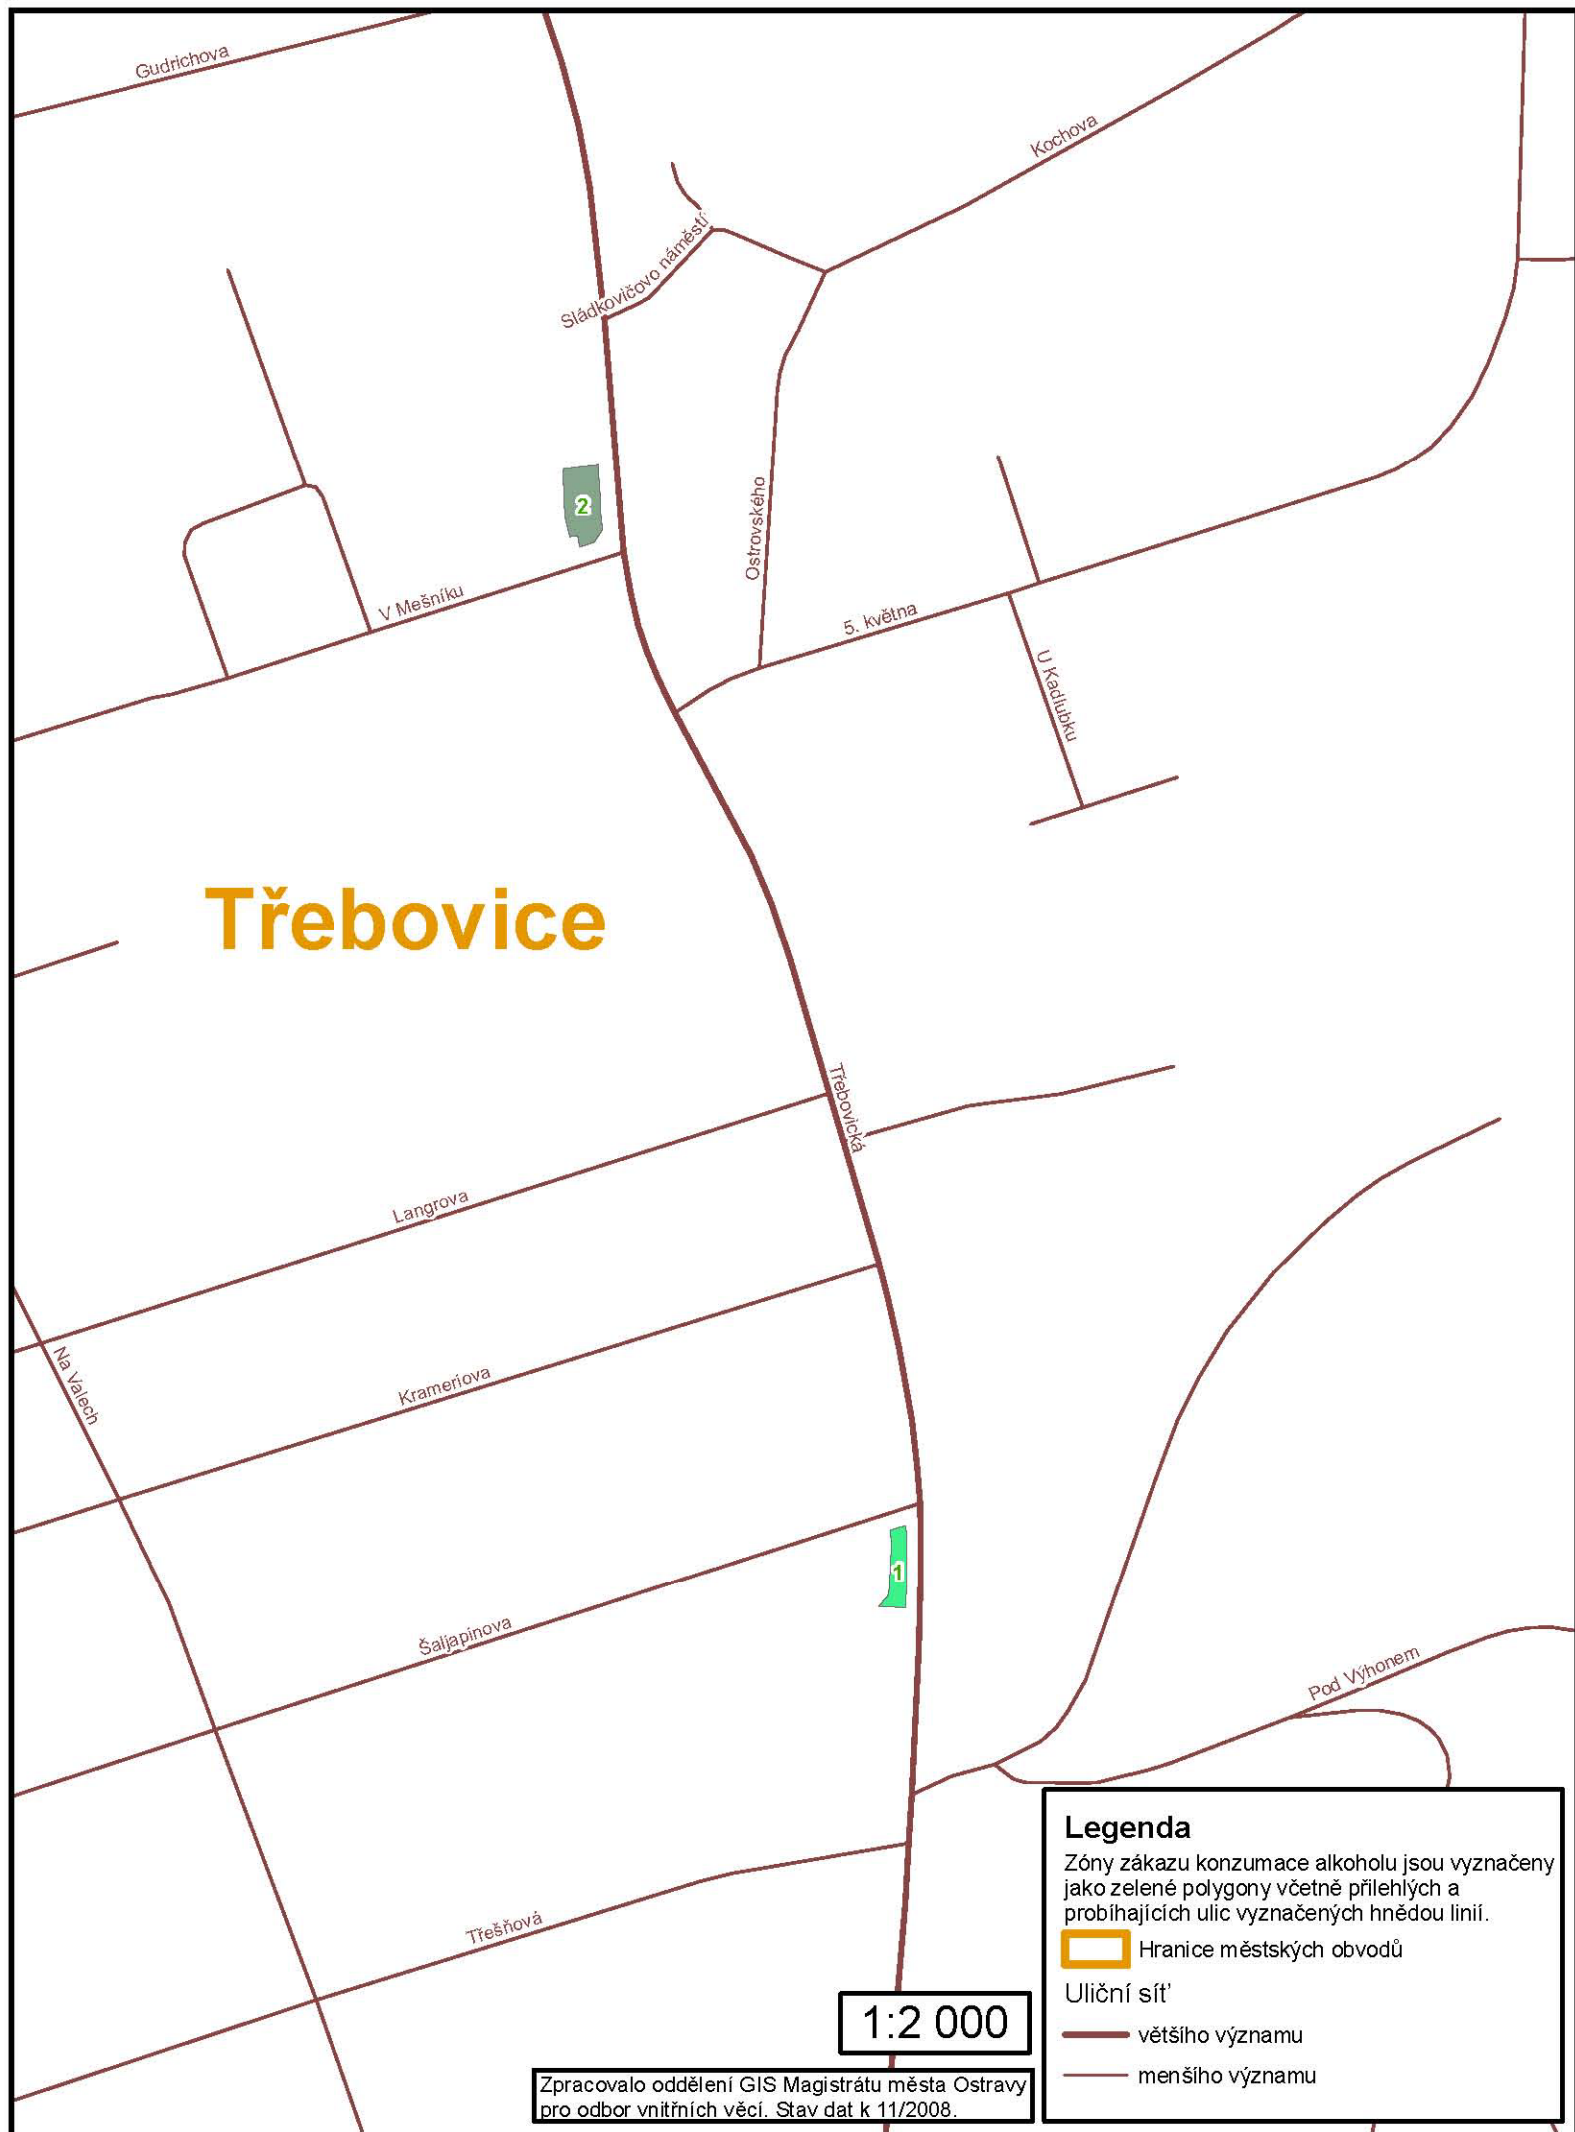 Gudrichova
Kochova
Sládkovičovo náměstí
2
Ostrovského
V Mešníku
5. května
U Kadlubku
Třebovice
Třebovická
Langrova
Na Valech
Krameriova
1
Šaljapinova
Pod Výhonem
Třešňová
Legenda
Zóny zákazu konzumace alkoholu jsou vyznačeny
jako zelené polygony včetně přilehlých a
probíhajících ulic vyznačených hnědou linií.
Hranice městských obvodů
Uliční síť
většího významu
menšího významu
1:2 000
Zpracovalo oddělení GIS Magistrátu města Ostravy
pro odbor vnitřních věcí. Stav dat k 11/2008.